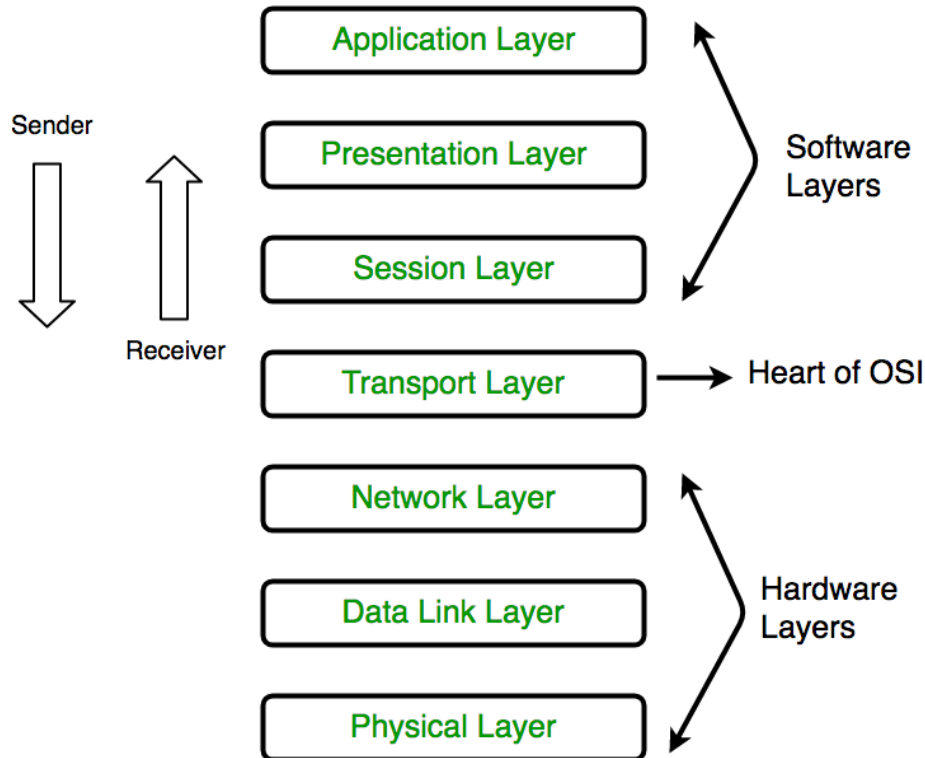 Application Layer
Sender
Presentation Layer
Software
Layers
Session Layer
Receiver
Transport Layer
Heart of OSI
Network Layer
Data Link Layer
Hardware
Layers
Physical Layer